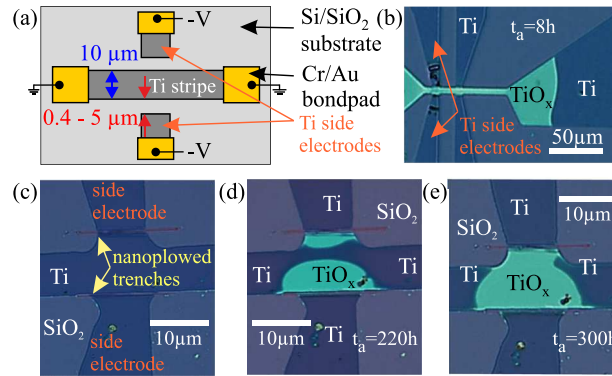 (a)
-V
Si/SiO2
substrate
10 µm
Ti stripe
Cr/Au
bondpad
0.4 - 5 µm
Ti side
electrodes
-V
(b)
Ti
ta=8h
TiOx
Ti
Ti side
electrodes
50µm
(c)
side
electrode
Ti
nanoplowed
trenches
SiO2
side
electrode
10µm
(d)
Ti
SiO2
Ti
Ti
TiOx
10µm
Ti
ta=220h
(e)
Ti
10µm
SiO2
Ti
Ti
TiOx
ta=300h